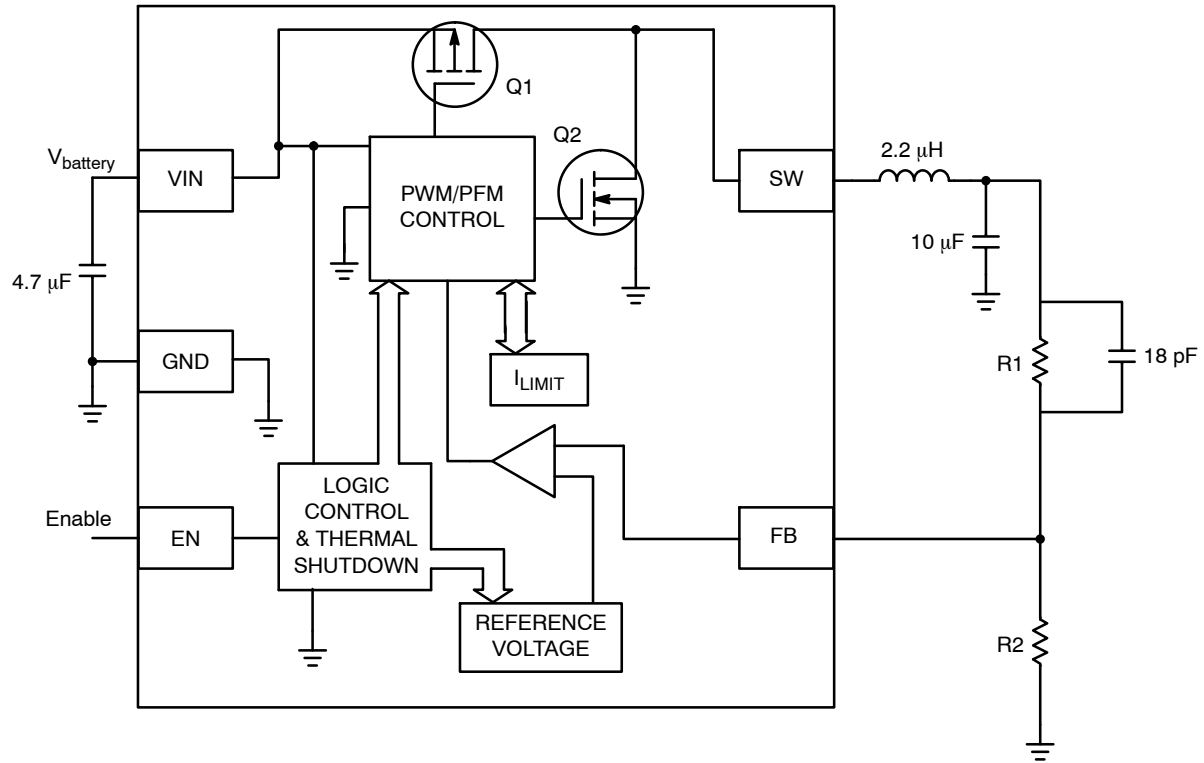 Q1
Q2
V_battery
VIN
PWM/PFM
CONTROL
SW
2.2 μH
10 μF
4.7 μF
GND
I_LIMIT
R1
18 pF
LOGIC
CONTROL
& THERMAL
SHUTDOWN
Enable
EN
FB
REFERENCE
VOLTAGE
R2